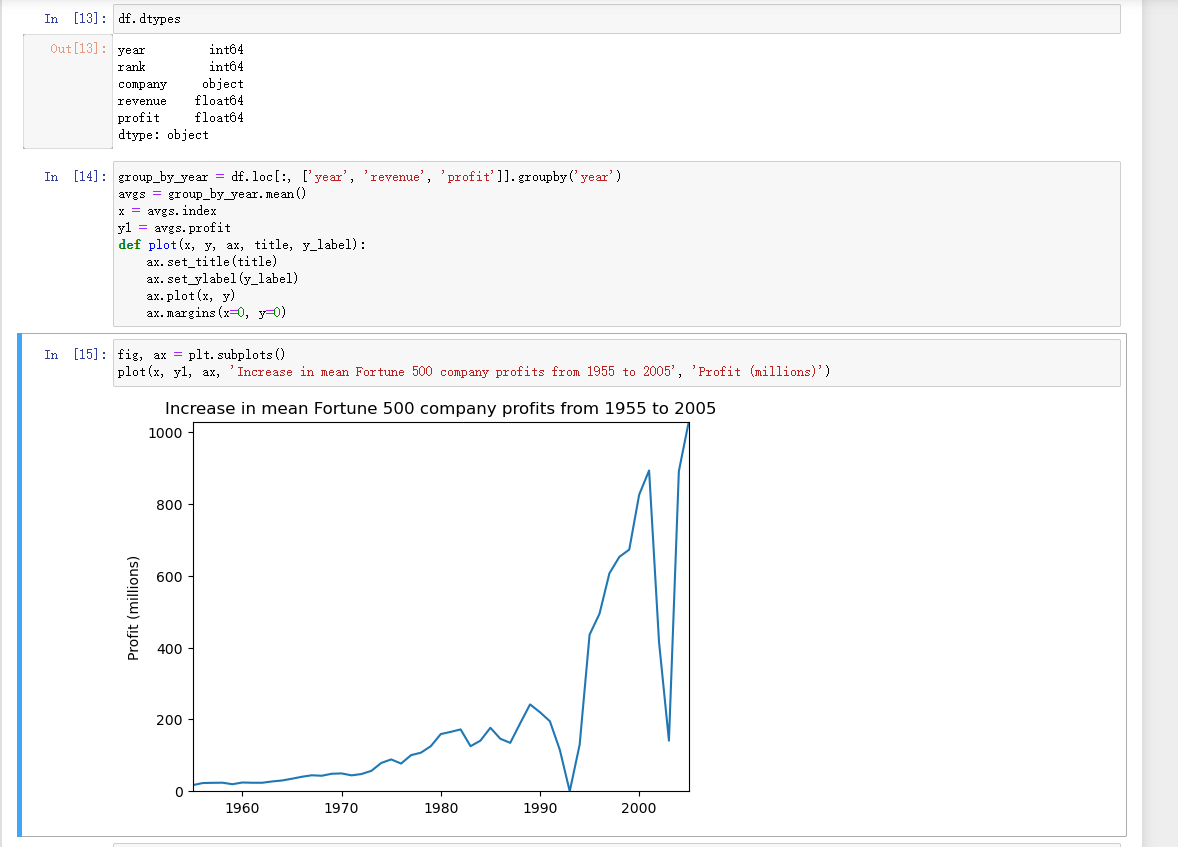 In [13]: df.dtypes
Out[13]: year int64
rank int64
company object
revenue float64
profit float64
dtype: object
In [14]: group_by_year = df.loc[:, ['year', 'revenue', 'profit']].groupby('year')
avgs = group_by_year.mean()
x = avgs.index
y1 = avgs.profit
def plot(x, y, ax, title, y_label):
    ax.set_title(title)
    ax.set_ylabel(y_label)
    ax.plot(x, y)
    ax.margins(x=0, y=0)
In [15]: fig, ax = plt.subplots()
plot(x, y1, ax, 'Increase in mean Fortune 500 company profits from 1955 to 2005', 'Profit (millions)')
Increase in mean Fortune 500 company profits from 1955 to 2005
1000
800
600
400
200
0
Profit (millions)
1960 1970 1980 1990 2000